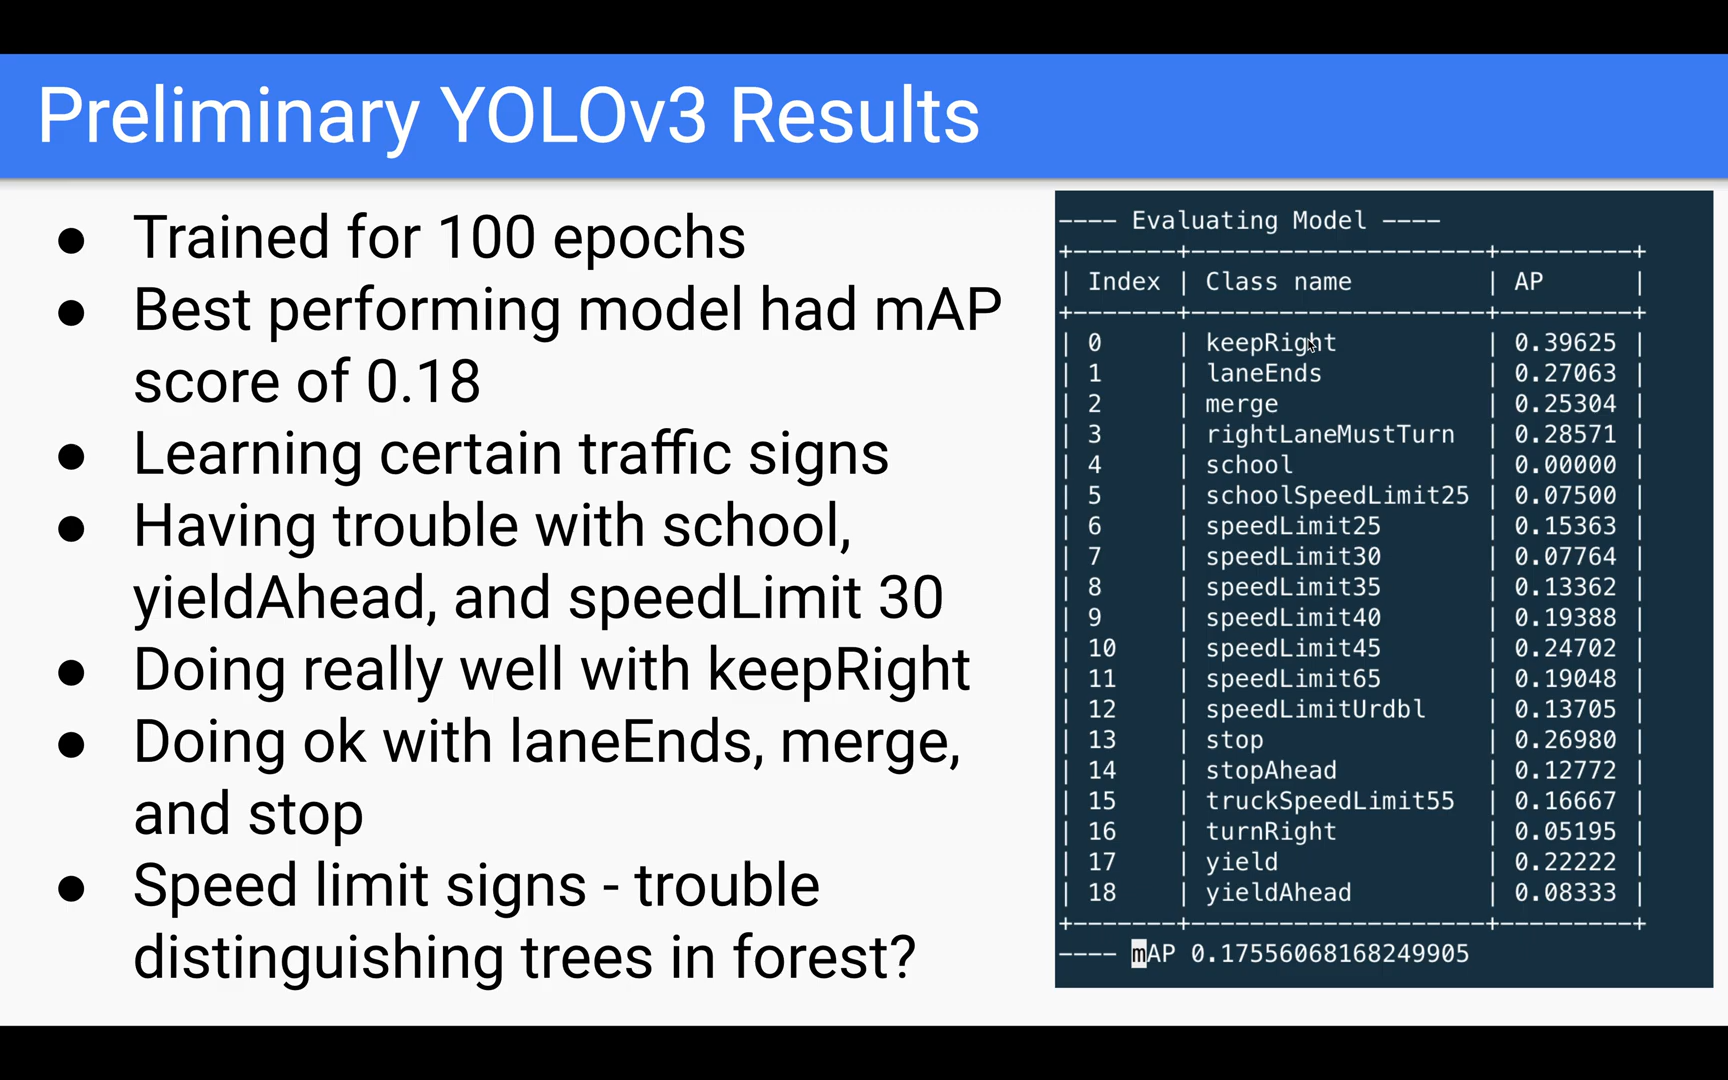 Preliminary YOLOv3 Results
● Trained for 100 epochs
● Best performing model had mAP
score of 0.18
● Learning certain traffic signs
● Having trouble with school,
yieldAhead, and speedLimit 30
● Doing really well with keepRight
● Doing ok with laneEnds, merge,
and stop
● Speed limit signs - trouble
distinguishing trees in forest?
---- Evaluating Model ----
+-------+--------------------+---------+
| Index | Class name | AP |
+-------+--------------------+---------+
| 0 | keepRight | 0.39625 |
| 1 | laneEnds | 0.27063 |
| 2 | merge | 0.25304 |
| 3 | rightLaneMustTurn | 0.28571 |
| 4 | school | 0.00000 |
| 5 | schoolSpeedLimit25 | 0.07500 |
| 6 | speedLimit25 | 0.15363 |
| 7 | speedLimit30 | 0.07764 |
| 8 | speedLimit35 | 0.13362 |
| 9 | speedLimit40 | 0.19388 |
| 10 | speedLimit45 | 0.24702 |
| 11 | speedLimit65 | 0.19048 |
| 12 | speedLimitUrdbl | 0.13705 |
| 13 | stop | 0.26980 |
| 14 | stopAhead | 0.12772 |
| 15 | truckSpeedLimit55 | 0.16667 |
| 16 | turnRight | 0.05195 |
| 17 | yield | 0.22222 |
| 18 | yieldAhead | 0.08333 |
+-------+--------------------+---------+
---- mAP 0.17556068168249905